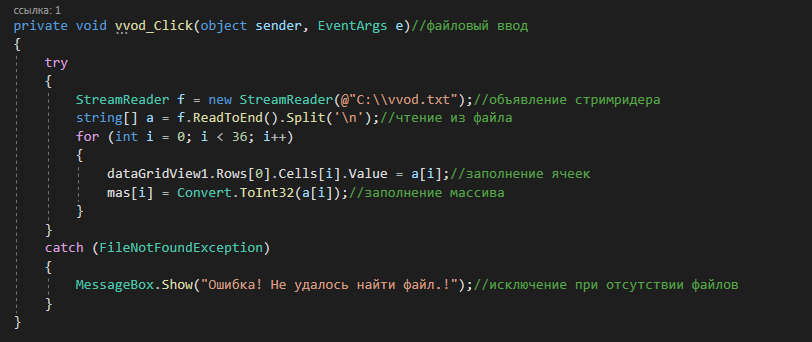 ссылка: 1
private void vvod_Click(object sender, EventArgs e)//файловый ввод
{
try
{
StreamReader f = new StreamReader(@"C:\\vvod.txt");//объявление стримридера
string[] a = f.ReadToEnd().Split('\n');//чтение из файла
for (int i = 0; i < 36; i++)
{
dataGridView1.Rows[0].Cells[i].Value = a[i];//заполнение ячеек
mas[i] = Convert.ToInt32(a[i]);//заполнение массива
}
}
catch (FileNotFoundException)
{
MessageBox.Show("Ошибка! Не удалось найти файл.!");//исключение при отсутствии файлов
}
}